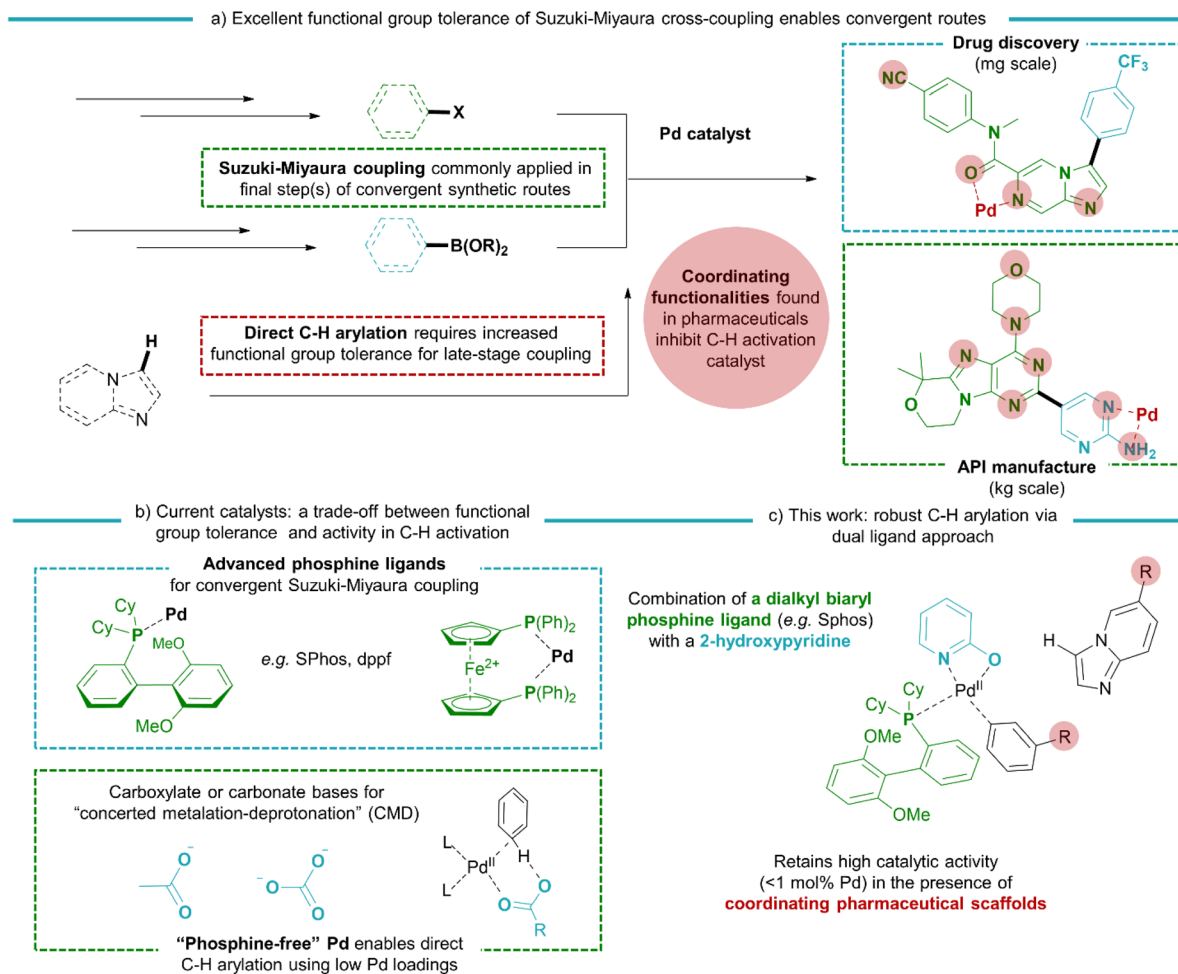 a) Excellent functional group tolerance of Suzuki-Miyaura cross-coupling enables convergent routes
X
Suzuki-Miyaura coupling commonly applied in
final step(s) of convergent synthetic routes
B(OR)2
Direct C-H arylation requires increased
functional group tolerance for late-stage coupling
H
N
N
Pd catalyst
Coordinating
functionalities found
in pharmaceuticals
inhibit C-H activation
catalyst
Drug discovery
(mg scale)
NC
CF3
N
O
N
Pd
N
N
O
N
N
N
O
N
N
N
Pd
N
NH2
API manufacture
(kg scale)
b) Current catalysts: a trade-off between functional
group tolerance and activity in C-H activation
Advanced phosphine ligands
for convergent Suzuki-Miyaura coupling
Cy
Cy
P
Pd
MeO
MeO
e.g. SPhos, dppf
P(Ph)2
Fe2+
Pd
P(Ph)2
Carboxylate or carbonate bases for
“concerted metalation-deprotonation” (CMD)
O−
O
−O
O−
O
L
PdII
H
L
O
O
R
“Phosphine-free” Pd enables direct
C-H arylation using low Pd loadings
c) This work: robust C-H arylation via
dual ligand approach
Combination of a dialkyl biaryl
phosphine ligand (e.g. Sphos)
with a 2-hydroxypyridine
N
O
PdII
Cy
Cy
P
OMe
OMe
R
R
H
N
N
Retains high catalytic activity
(<1 mol% Pd) in the presence of
coordinating pharmaceutical scaffolds